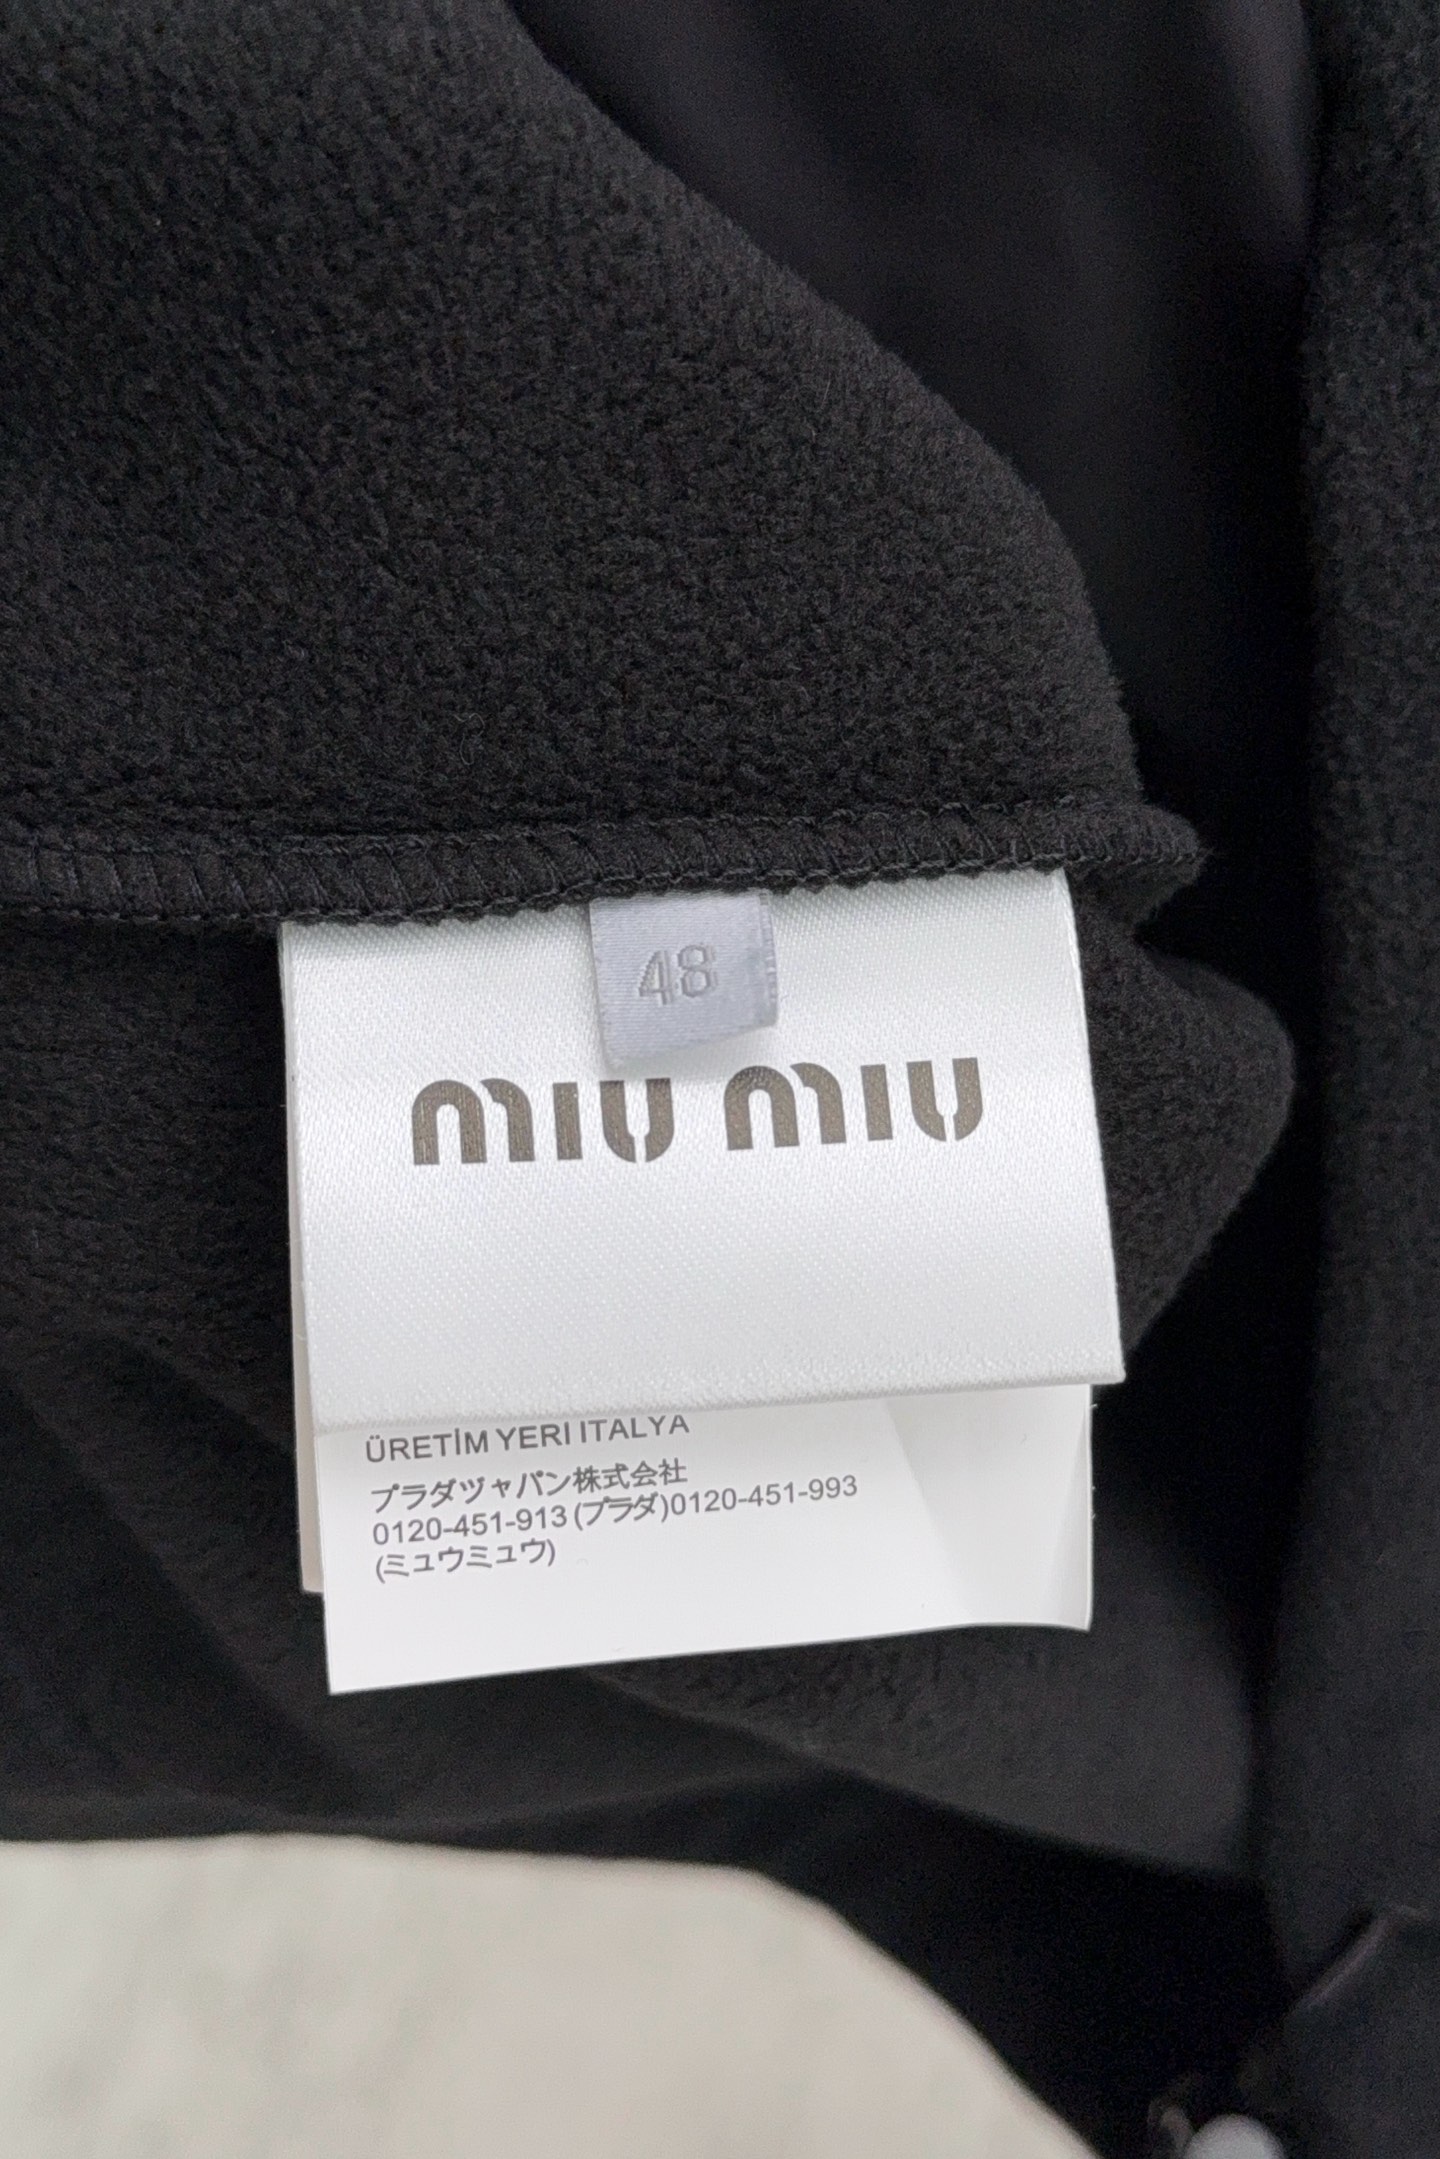 48
miu miu
ÜRETİM YERI ITALYA
プラダヅャパン株式会社
0120-451-913 (プラダ)0120-451-993
(ミュウミュウ)